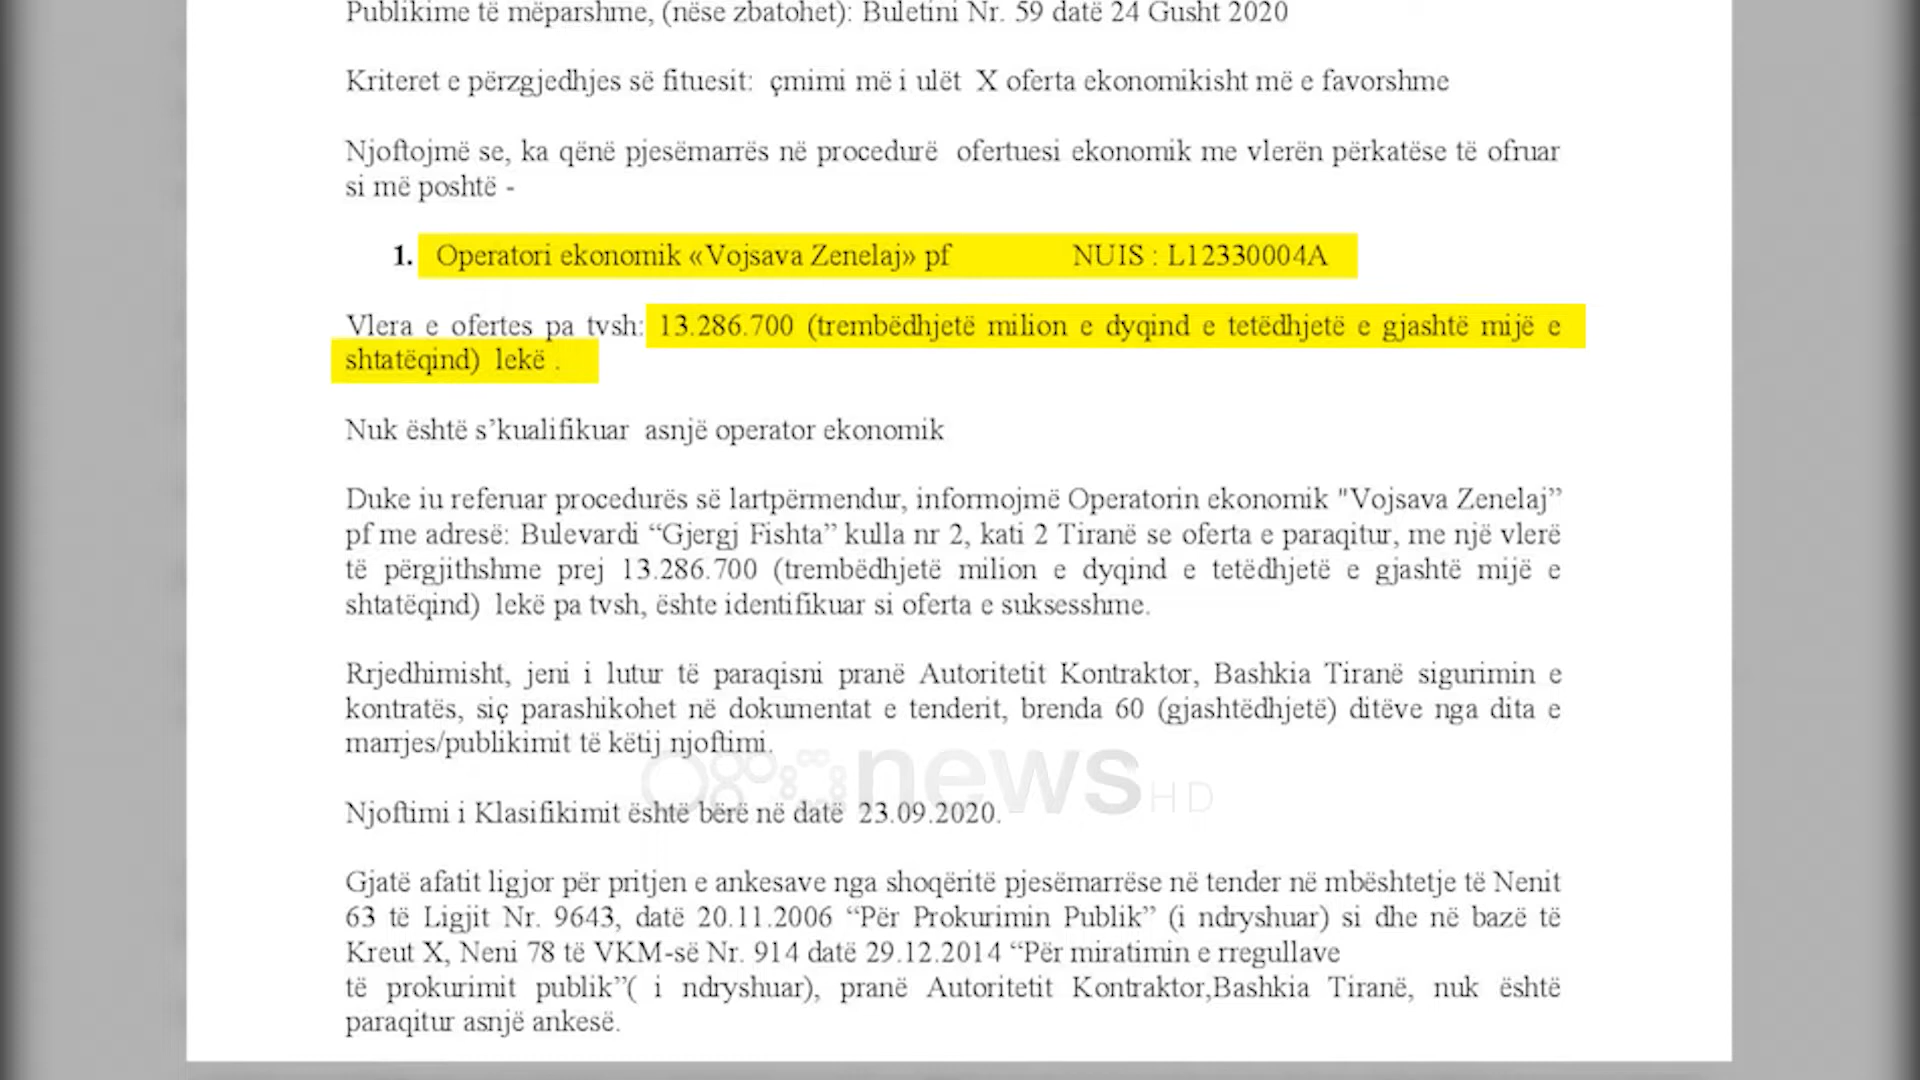 Publikime të mëparshme, (nëse zbatohet): Buletini Nr. 59 datë 24 Gusht 2020
Kriteret e përzgjedhjes së fituesit:  çmimi më i ulët  X oferta ekonomikisht më e favorshme
Njoftojmë se, ka qënë pjesëmarrës në procedurë  ofertuesi ekonomik me vlerën përkatëse të ofruar
si më poshtë -
1. Operatori ekonomik «Vojsava Zenelaj» pf NUIS : L12330004A
Vlera e ofertes pa tvsh: 13.286.700 (trembëdhjetë milion e dyqind e tetëdhjetë e gjashtë mijë e
shtatëqind)  lekë .
Nuk është s’kualifikuar  asnjë operator ekonomik
Duke iu referuar procedurës së lartpërmendur, informojmë Operatorin ekonomik "Vojsava Zenelaj”
pf me adresë: Bulevardi “Gjergj Fishta” kulla nr 2, kati 2 Tiranë se oferta e paraqitur, me një vlerë
të përgjithshme prej 13.286.700 (trembëdhjetë milion e dyqind e tetëdhjetë e gjashtë mijë e
shtatëqind)  lekë pa tvsh, ështe identifikuar si oferta e suksesshme.
Rrjedhimisht, jeni i lutur të paraqisni pranë Autoritetit Kontraktor, Bashkia Tiranë sigurimin e
kontratës, siç parashikohet në dokumentat e tenderit, brenda 60 (gjashtëdhjetë) ditëve nga dita e
marrjes/publikimit të këtij njoftimi.
news HD
Njoftimi i Klasifikimit është bërë në datë  23.09.2020.
Gjatë afatit ligjor për pritjen e ankesave nga shoqëritë pjesëmarrëse në tender në mbështetje të Nenit
63 të Ligjit Nr. 9643, datë 20.11.2006 “Për Prokurimin Publik” (i ndryshuar) si dhe në bazë të
Kreut X, Neni 78 të VKM-së Nr. 914 datë 29.12.2014 “Për miratimin e rregullave
të prokurimit publik”( i ndryshuar), pranë Autoritetit Kontraktor,Bashkia Tiranë, nuk është
paraqitur asnjë ankesë.